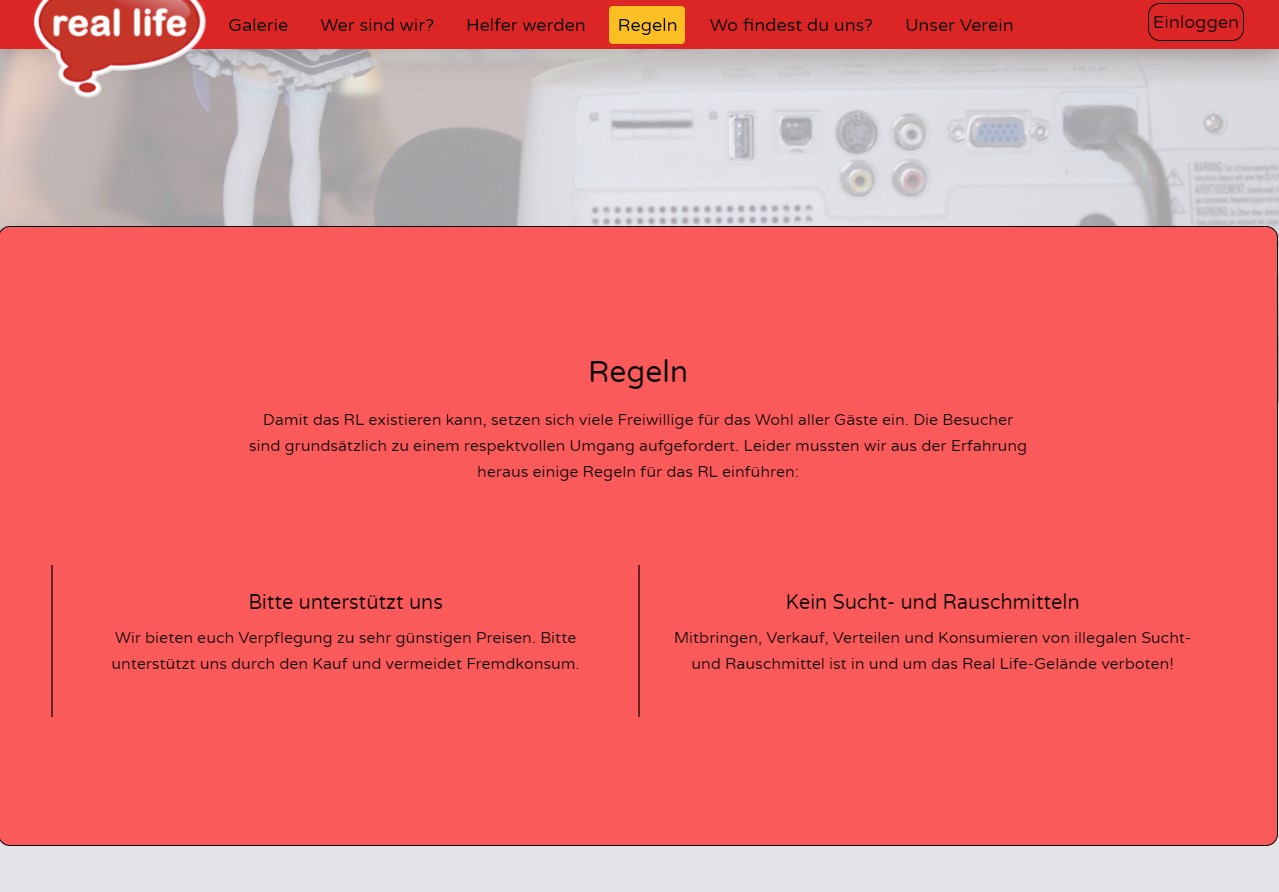 real life
Galerie
Wer sind wir?
Helfer werden
Regeln
Wo findest du uns?
Unser Verein
Einloggen
WARNING:
AVERTISSEMENT:
Regeln
Damit das RL existieren kann, setzen sich viele Freiwillige für das Wohl aller Gäste ein. Die Besucher
sind grundsätzlich zu einem respektvollen Umgang aufgefordert. Leider mussten wir aus der Erfahrung
heraus einige Regeln für das RL einführen:
Bitte unterstützt uns
Wir bieten euch Verpflegung zu sehr günstigen Preisen. Bitte
unterstützt uns durch den Kauf und vermeidet Fremdkonsum.
Kein Sucht- und Rauschmitteln
Mitbringen, Verkauf, Verteilen und Konsumieren von illegalen Sucht-
und Rauschmittel ist in und um das Real Life-Gelände verboten!